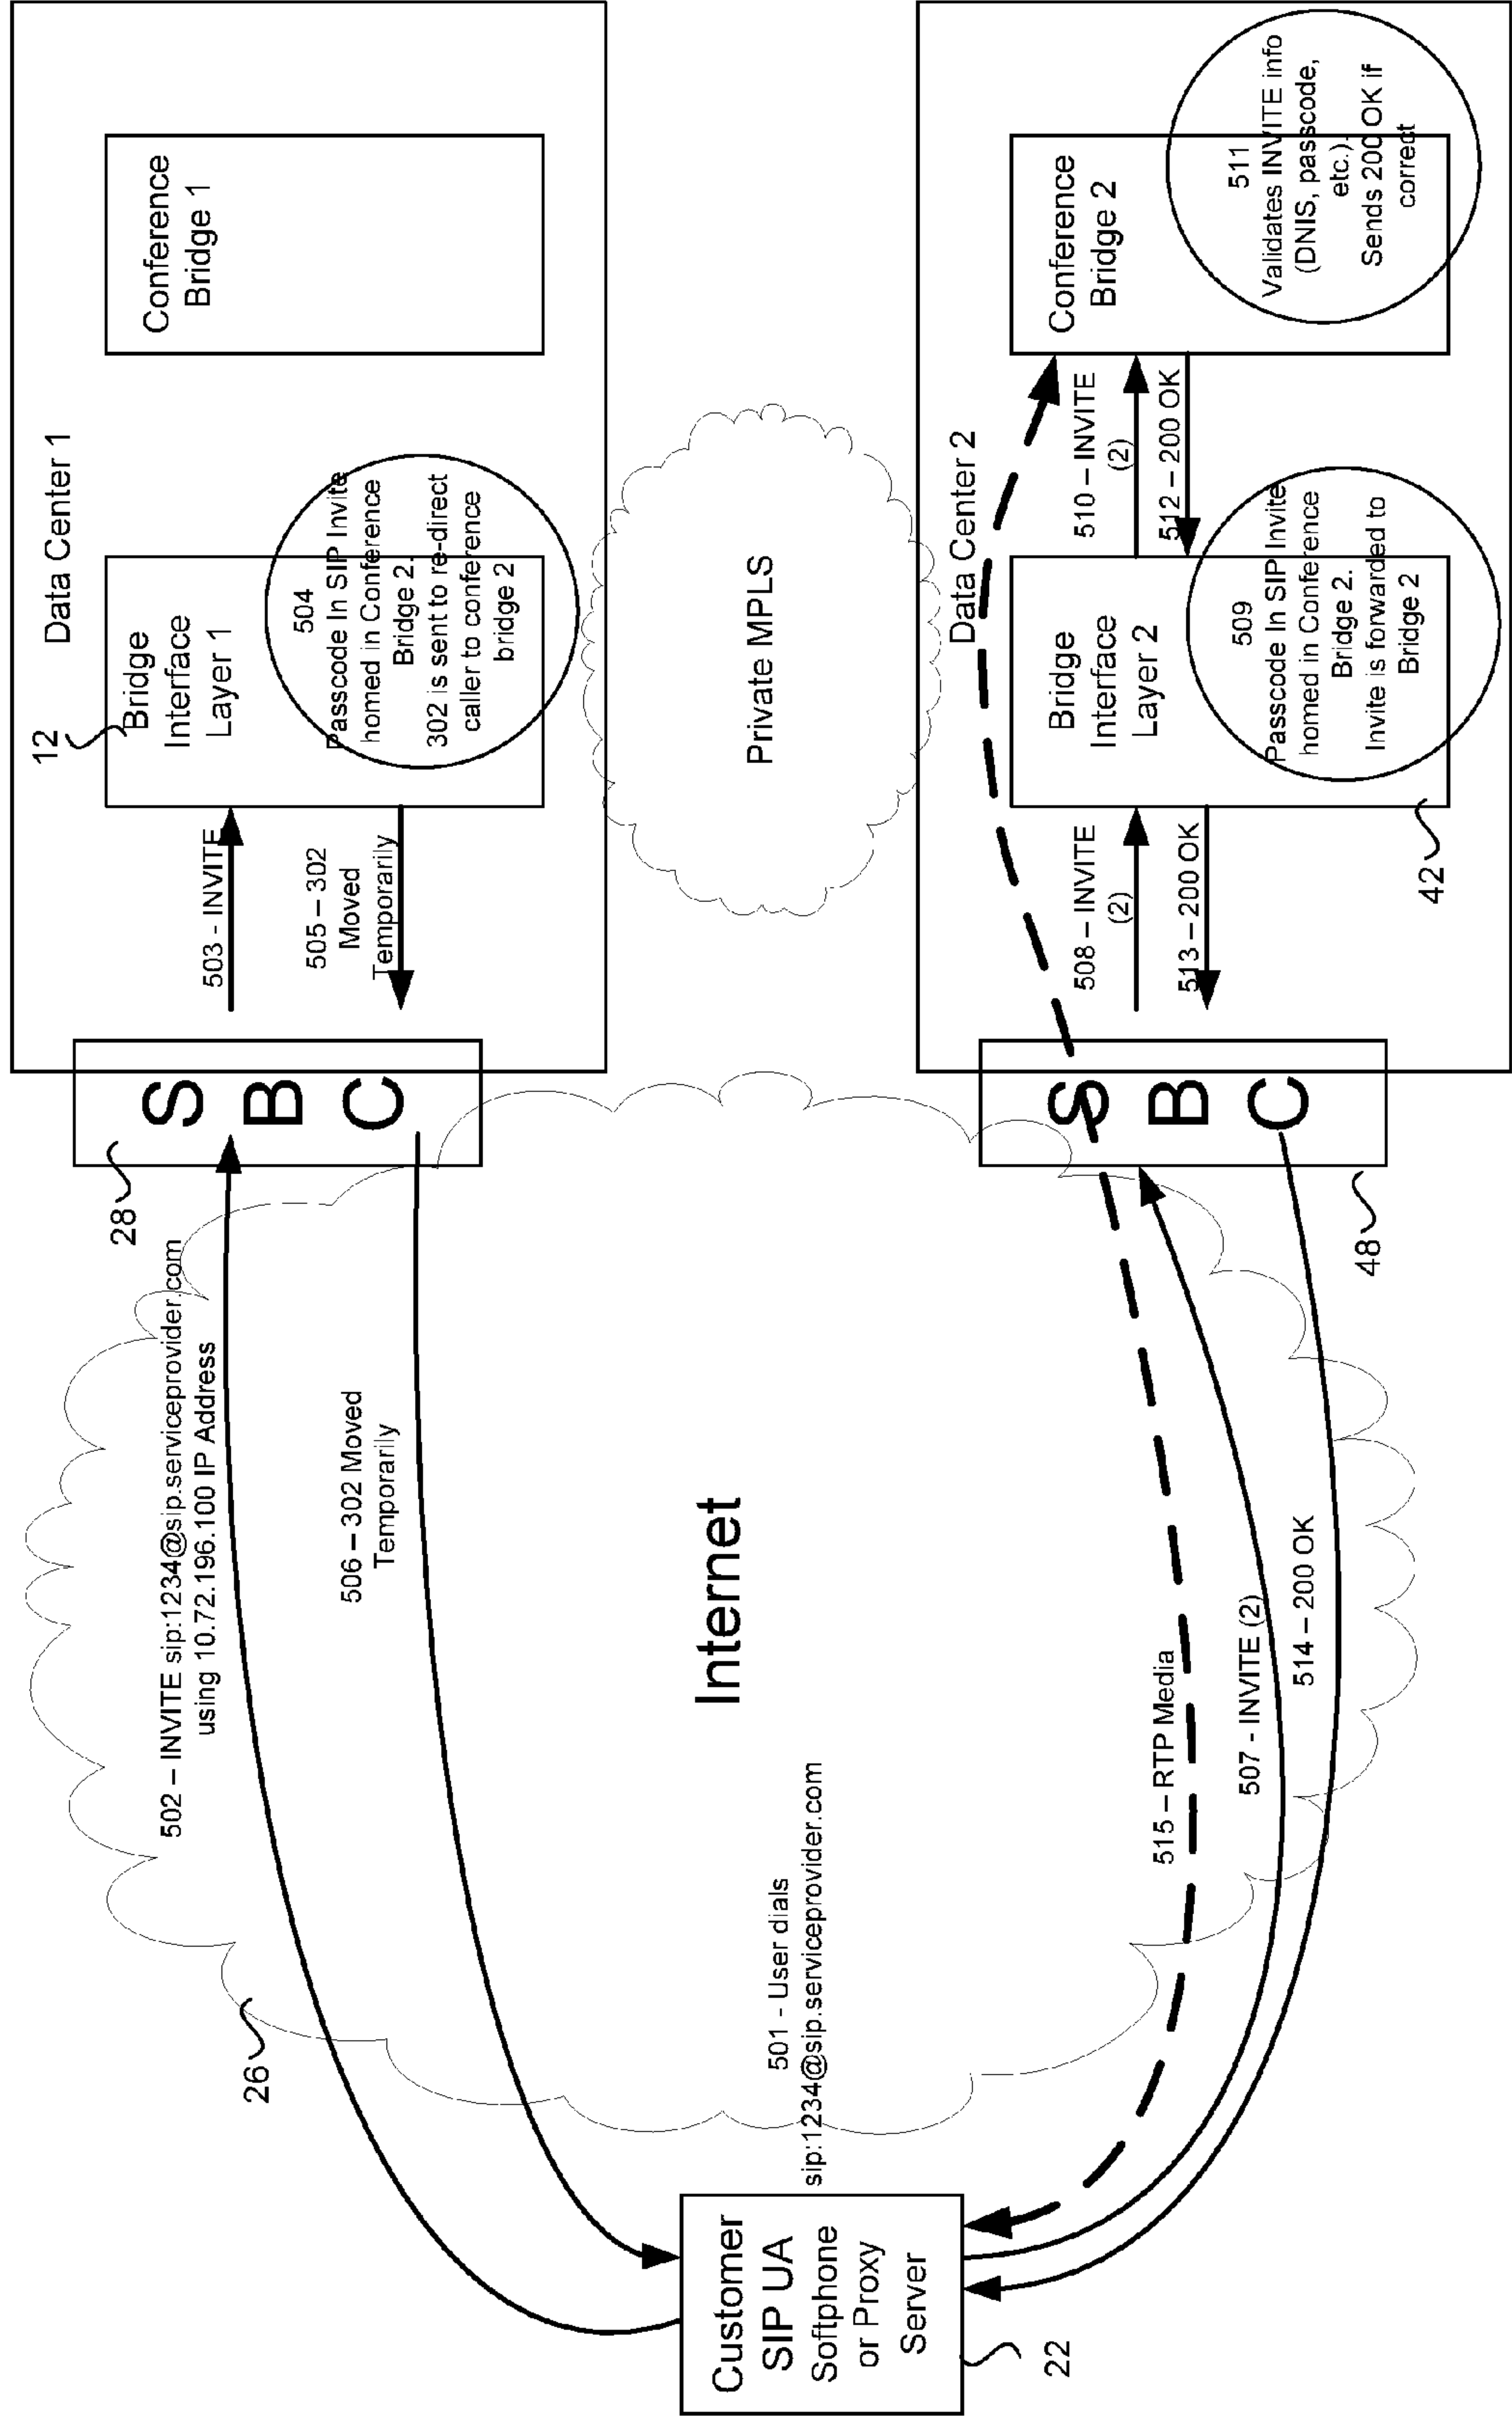 Data Center 1
12
Bridge
Interface
Layer 1
504
Passcode In SIP Invite
homed in Conference
Bridge 2.
302 is sent to re-direct
caller to conference
bridge 2
Conference
Bridge 1
503 - INVITE
505 – 302
Moved
Temporarily
S
B
C
28
502 – INVITE sip:1234@sip.serviceprovider.com
using 10.72.196.100 IP Address
506 – 302 Moved
Temporarily
26
Internet
Private MPLS
501 - User dials
sip:1234@sip.serviceprovider.com
Customer
SIP UA
Softphone
or Proxy
Server
22
515 – RTP Media
507 - INVITE (2)
514 – 200 OK
S
B
C
48
Data Center 2
508 – INVITE
(2)
513 – 200 OK
Bridge
Interface
Layer 2
509
Passcode In SIP Invite
homed in Conference
Bridge 2.
Invite is forwarded to
Bridge 2
42
510 – INVITE
(2)
512 – 200 OK
Conference
Bridge 2
511
Validates INVITE info
(DNIS, passcode,
etc.).
Sends 200 OK if
correct